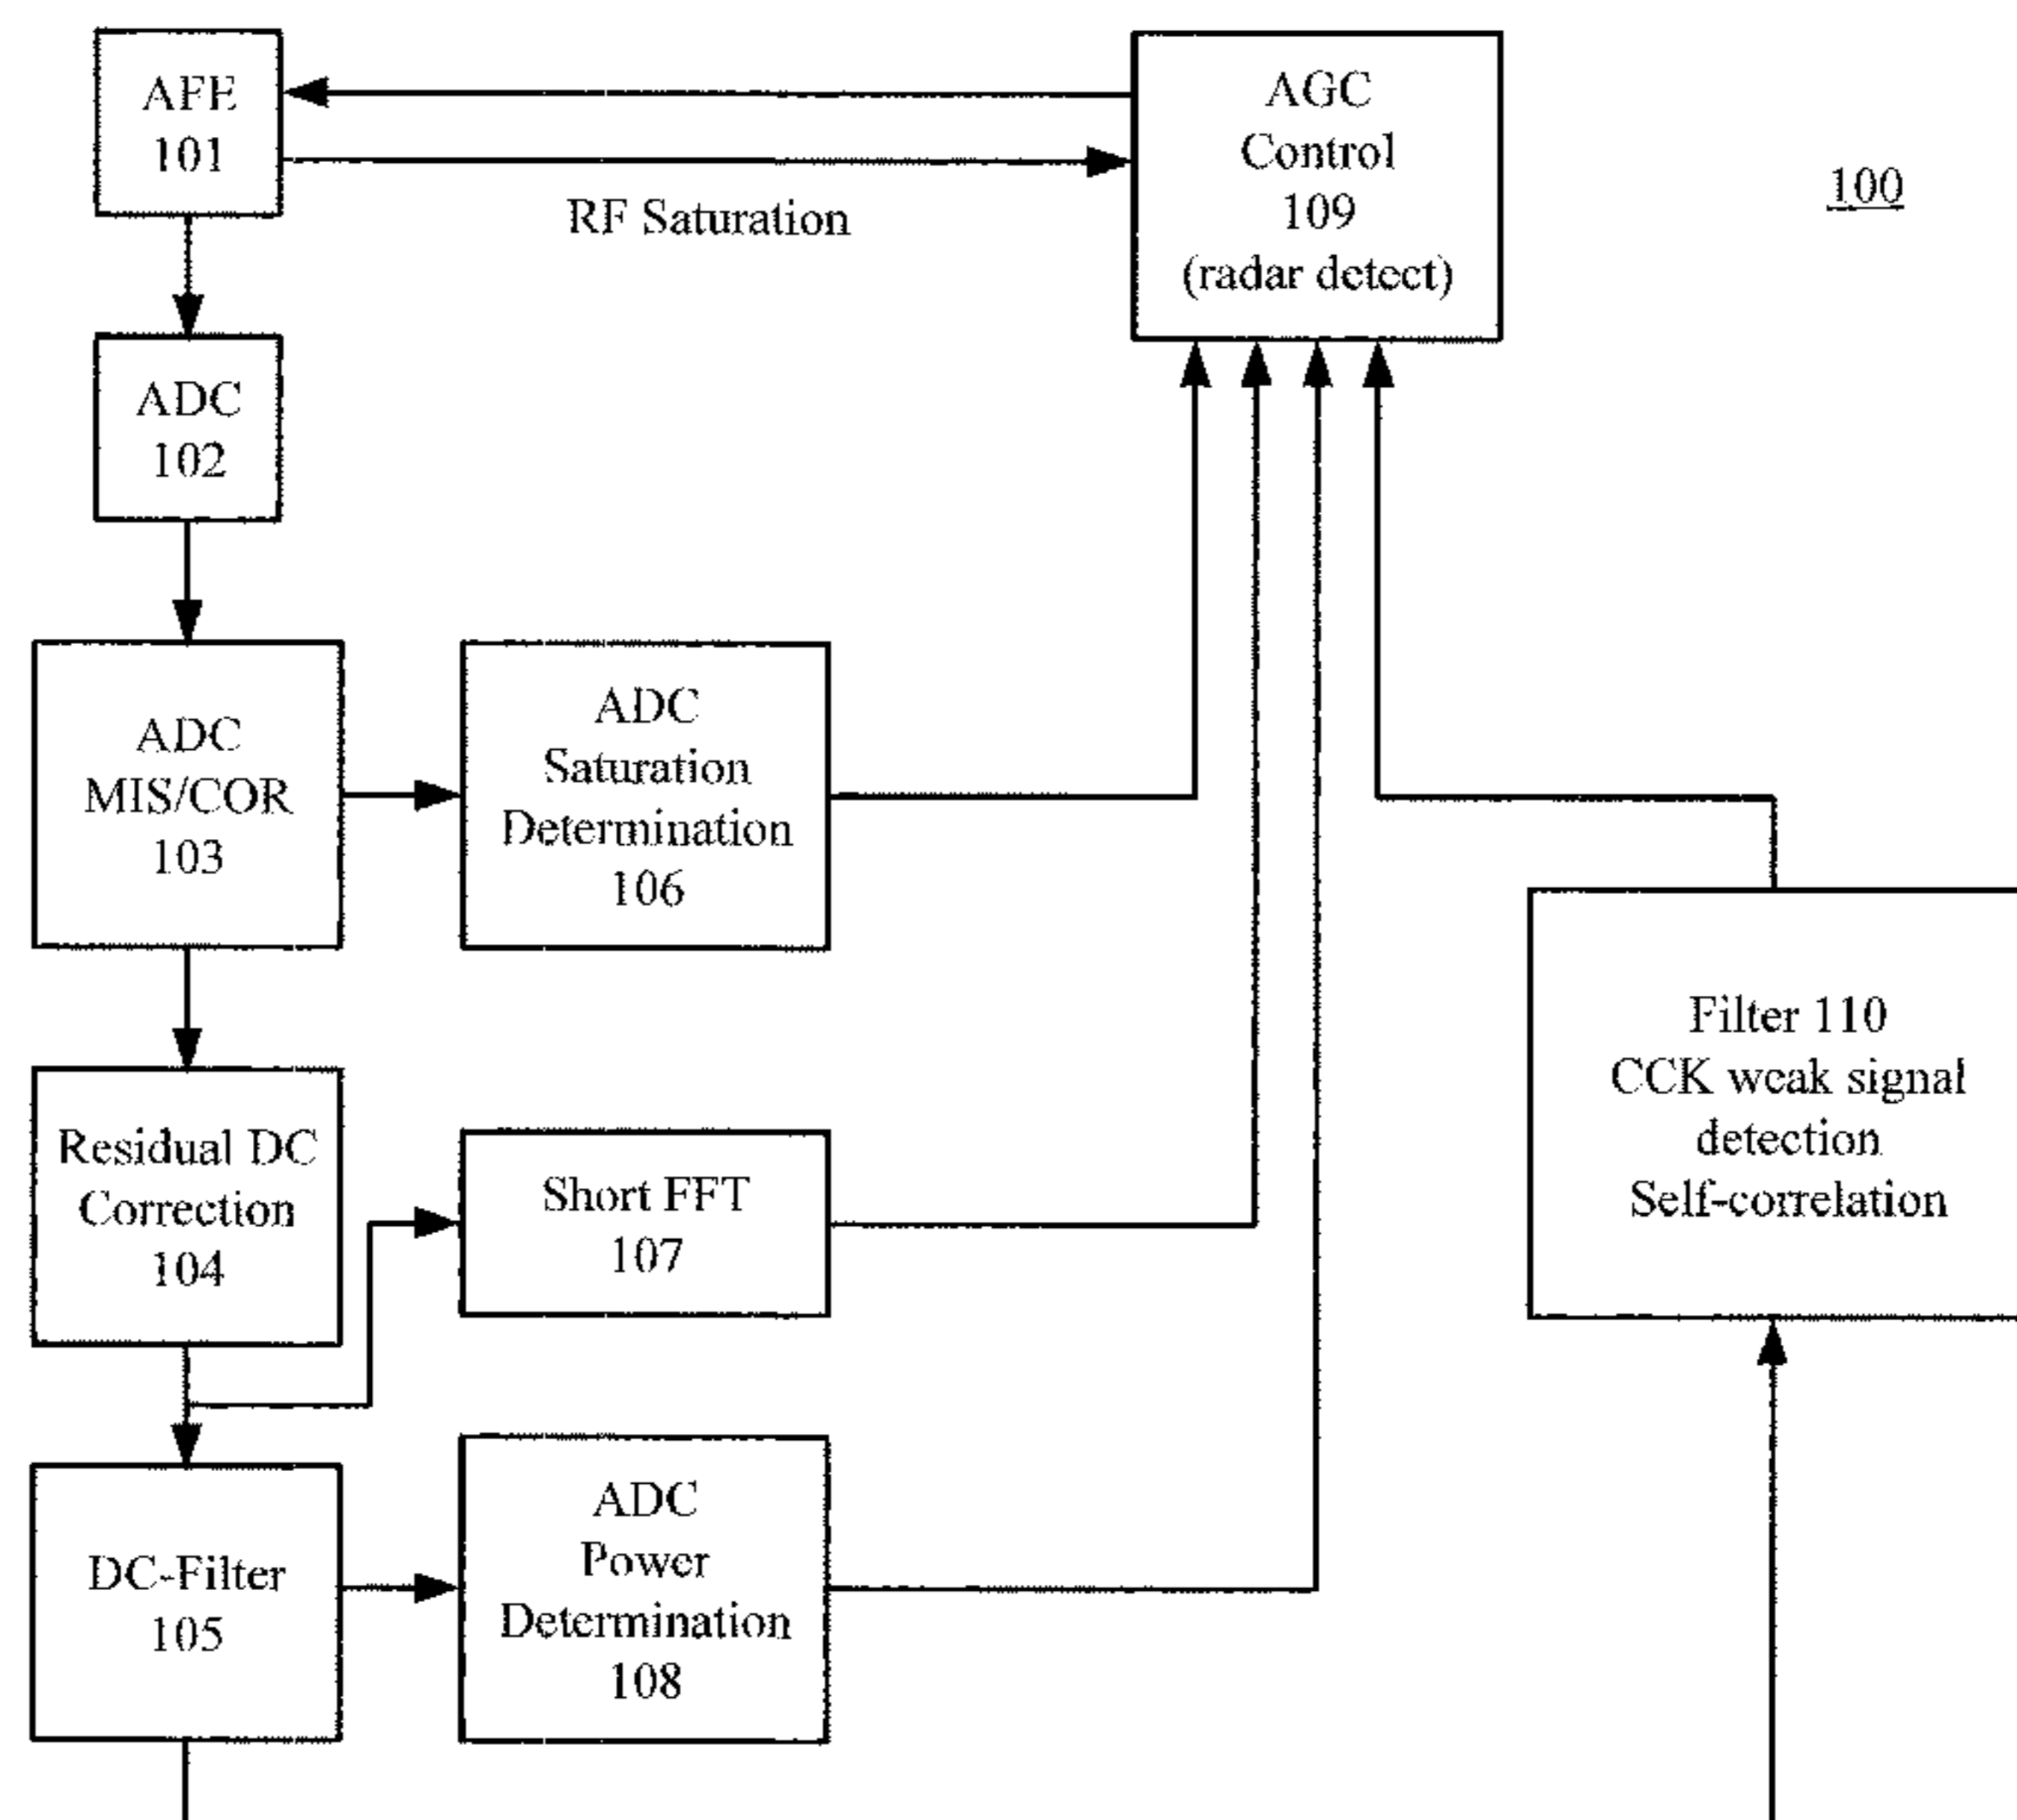 AFE
101
AGC
Control
109
(radar detect)
100
RF Saturation
ADC
102
ADC
MIS/COR
103
ADC
Saturation
Determination
106
Filter 110
CCK weak signal
detection
Self-correlation
Residual DC
Correction
104
Short FFT
107
DC-Filter
105
ADC
Power
Determination
108